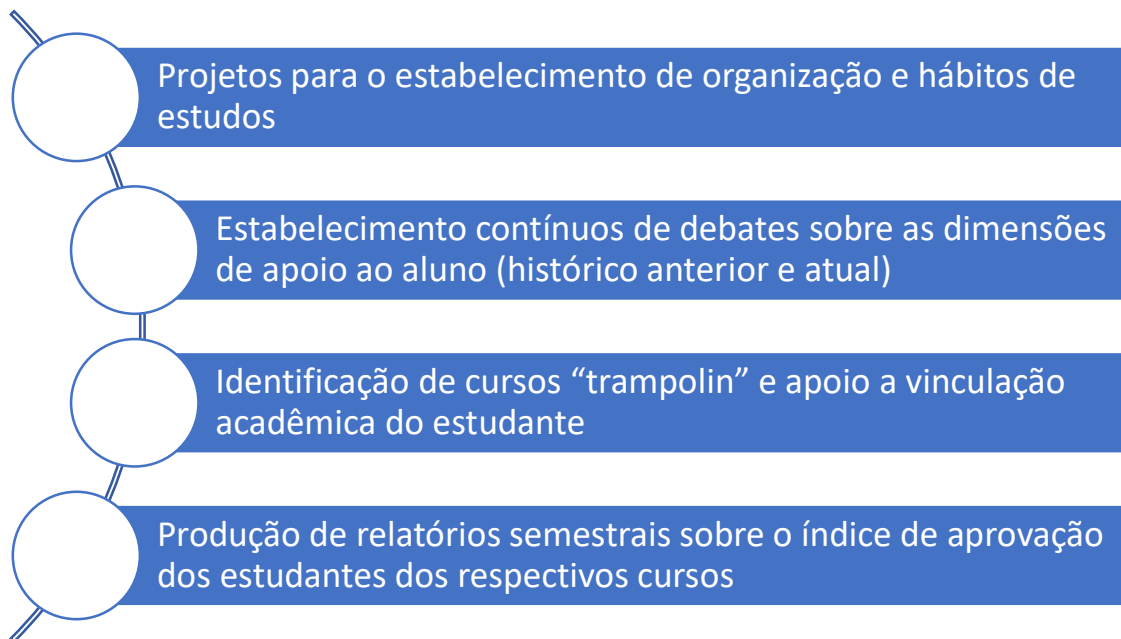 Projetos para o estabelecimento de organização e hábitos de
estudos
Estabelecimento contínuos de debates sobre as dimensões
de apoio ao aluno (histórico anterior e atual)
Identificação de cursos “trampolin” e apoio a vinculação
acadêmica do estudante
Produção de relatórios semestrais sobre o índice de aprovação
dos estudantes dos respectivos cursos